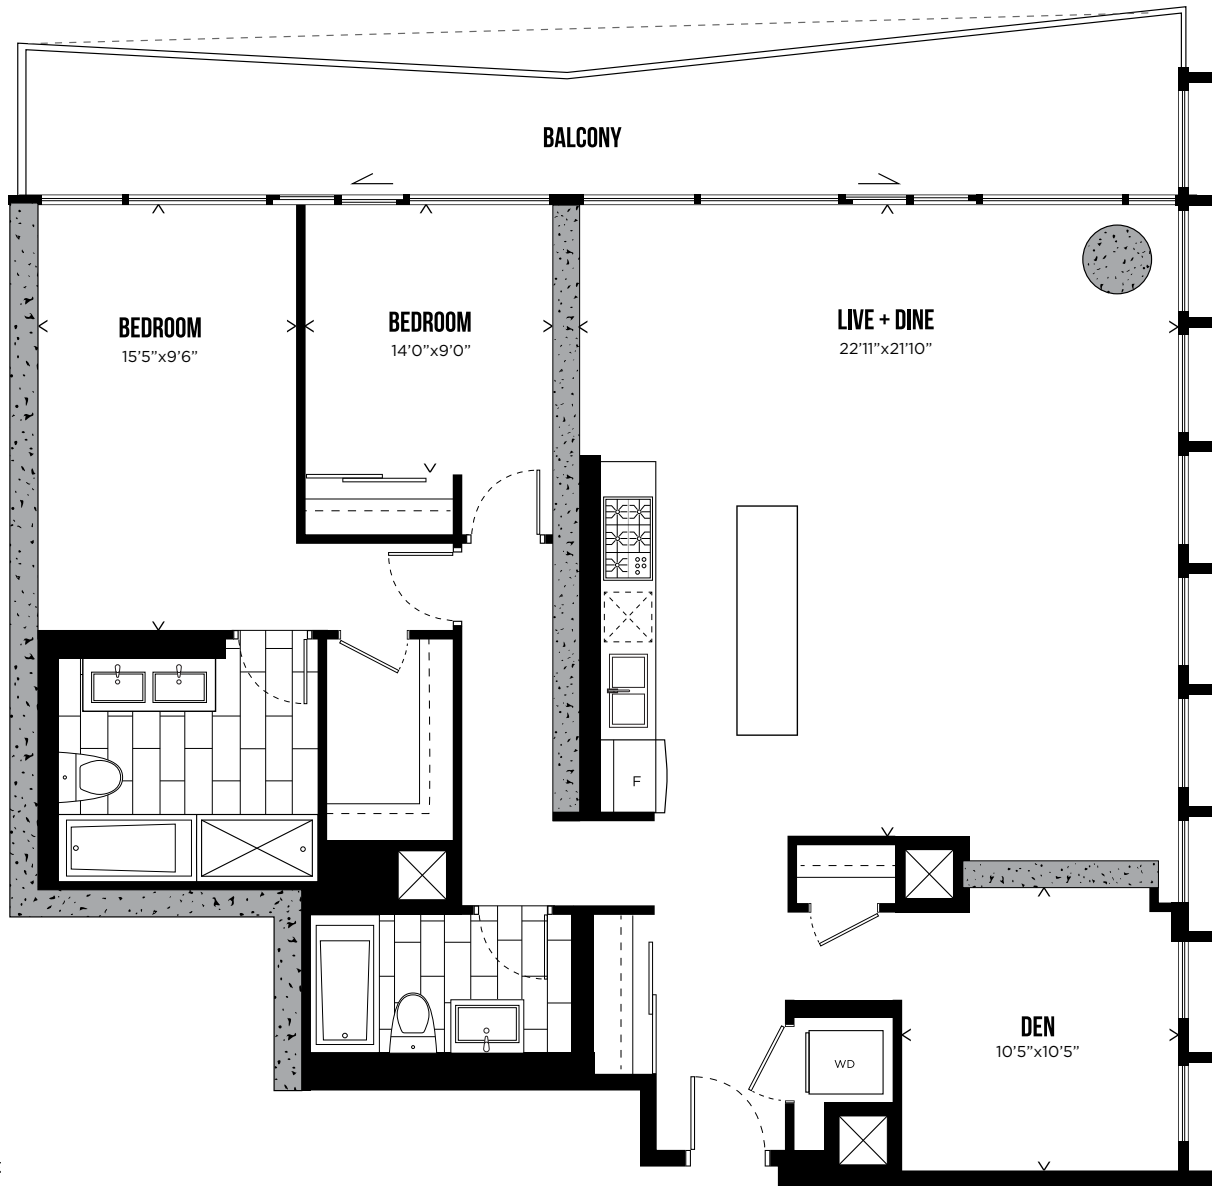 BALCONY
BEDROOM
15'5"x9'6"
BEDROOM
14'0"x9'0"
LIVE + DINE
22'11"x21'10"
F
DEN
10'5"x10'5"
WD